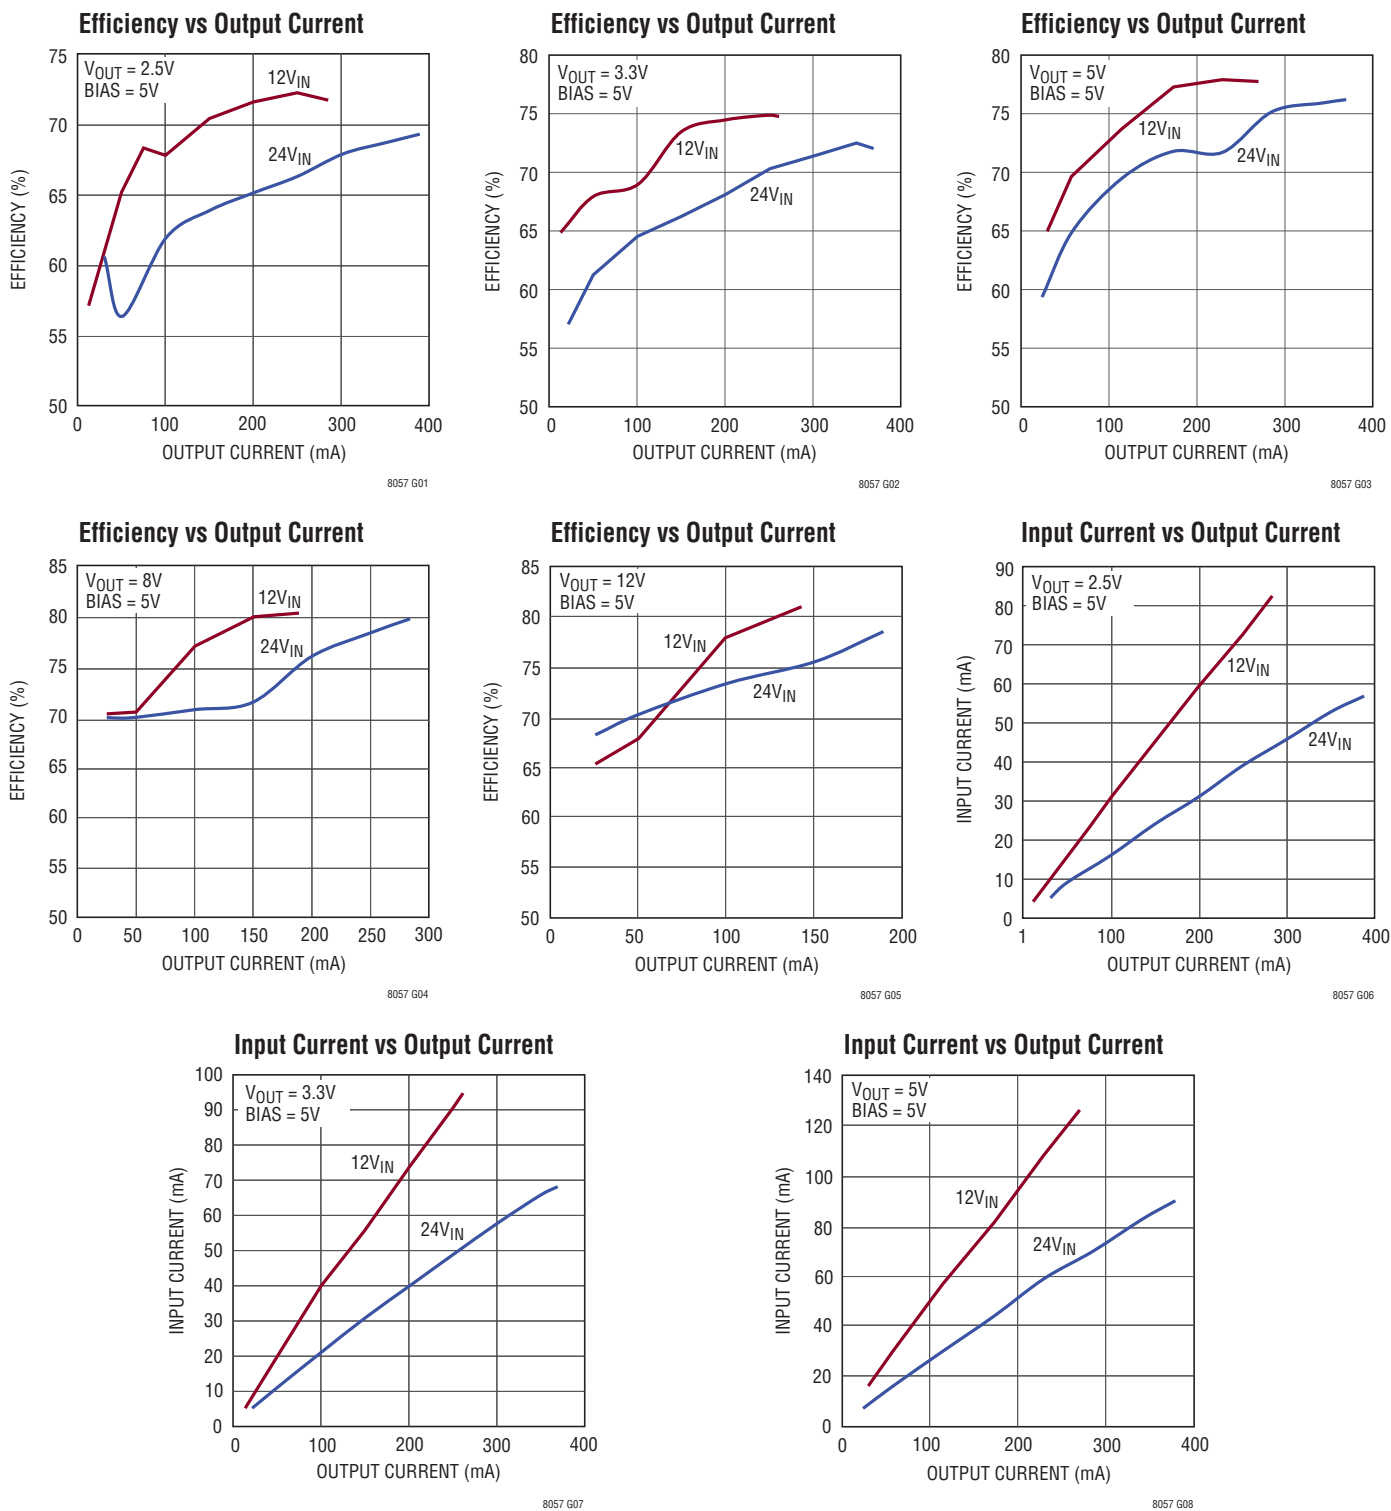 Efficiency vs Output Current
75
70
65
60
55
50
EFFICIENCY (%)
VOUT = 2.5V
BIAS = 5V
12VIN
24VIN
0 100 200 300 400
OUTPUT CURRENT (mA)
8057 G01
Efficiency vs Output Current
80
75
70
65
60
55
50
EFFICIENCY (%)
VOUT = 3.3V
BIAS = 5V
12VIN
24VIN
0 100 200 300 400
OUTPUT CURRENT (mA)
8057 G02
Efficiency vs Output Current
80
75
70
65
60
55
50
EFFICIENCY (%)
VOUT = 5V
BIAS = 5V
12VIN
24VIN
0 100 200 300 400
OUTPUT CURRENT (mA)
8057 G03
Efficiency vs Output Current
85
80
75
70
65
60
55
50
EFFICIENCY (%)
VOUT = 8V
BIAS = 5V
12VIN
24VIN
0 50 100 150 200 250 300
OUTPUT CURRENT (mA)
8057 G04
Efficiency vs Output Current
85
80
75
70
65
60
55
50
EFFICIENCY (%)
VOUT = 12V
BIAS = 5V
12VIN
24VIN
0 50 100 150 200
OUTPUT CURRENT (mA)
8057 G05
Input Current vs Output Current
90
80
70
60
50
40
30
20
10
0
INPUT CURRENT (mA)
VOUT = 2.5V
BIAS = 5V
12VIN
24VIN
1 100 200 300 400
OUTPUT CURRENT (mA)
8057 G06
Input Current vs Output Current
100
90
80
70
60
50
40
30
20
10
0
INPUT CURRENT (mA)
VOUT = 3.3V
BIAS = 5V
12VIN
24VIN
0 100 200 300 400
OUTPUT CURRENT (mA)
8057 G07
Input Current vs Output Current
140
120
100
80
60
40
20
0
INPUT CURRENT (mA)
VOUT = 5V
BIAS = 5V
12VIN
24VIN
0 100 200 300 400
OUTPUT CURRENT (mA)
8057 G08